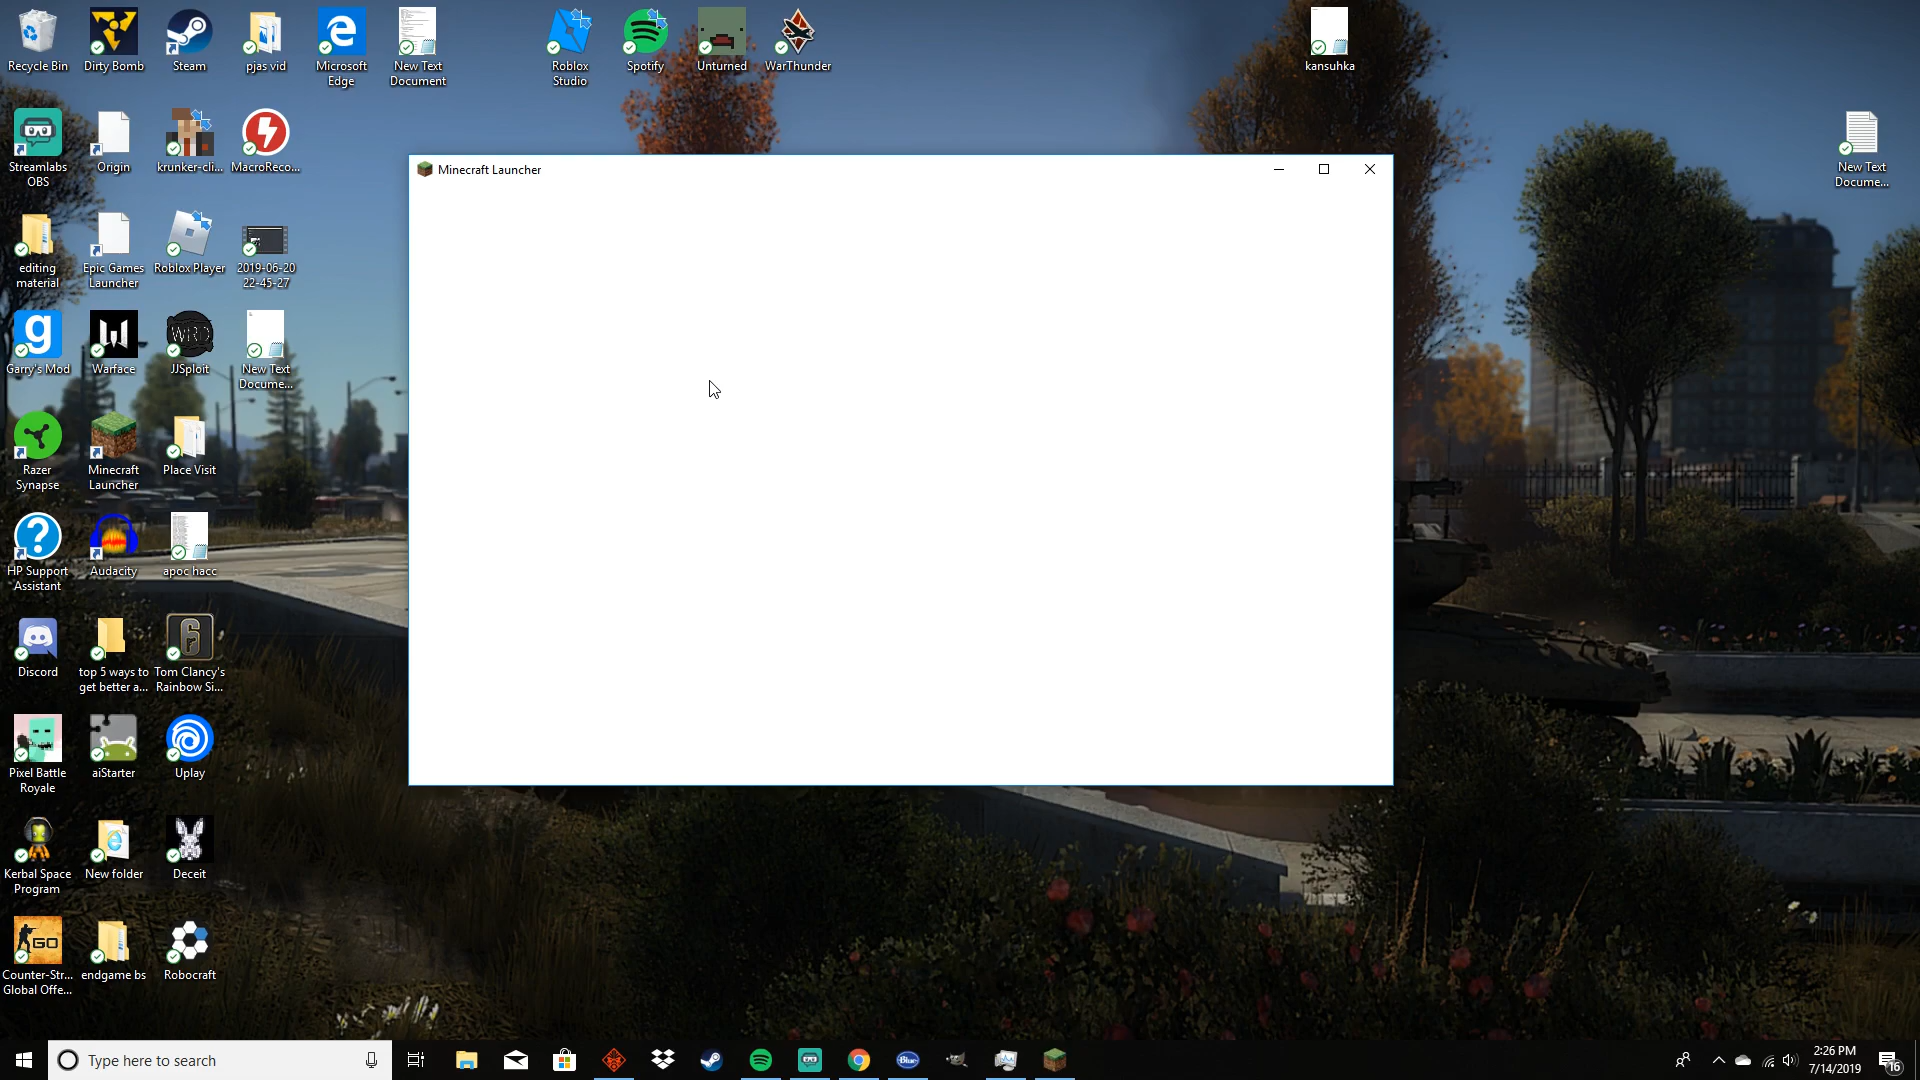 Recycle Bin
Dirty Bomb
Steam
pjas vid
Microsoft
Edge
New Text
Document
Roblox
Studio
Spotify
Unturned
WarThunder
kansuhka
Streamlabs
OBS
Origin
krunker-cli...
MacroReco...
New Text
Docume...
editing
material
Epic Games
Launcher
Roblox Player
2019-06-20
22-45-27
Minecraft Launcher
g
Garry's Mod
Warface
WRD
JJSploit
New Text
Docume...
Razer
Synapse
Minecraft
Launcher
Place Visit
HP Support
Assistant
Audacity
apoc hacc
Discord
top 5 ways to
get better a...
6
Tom Clancy's
Rainbow Si...
Pixel Battle
Royale
aiStarter
Uplay
Kerbal Space
Program
New folder
Deceit
GO
Counter-Str...
Global Offe...
endgame bs
Robocraft
Type here to search
Blue
2:26 PM
7/14/2019
16